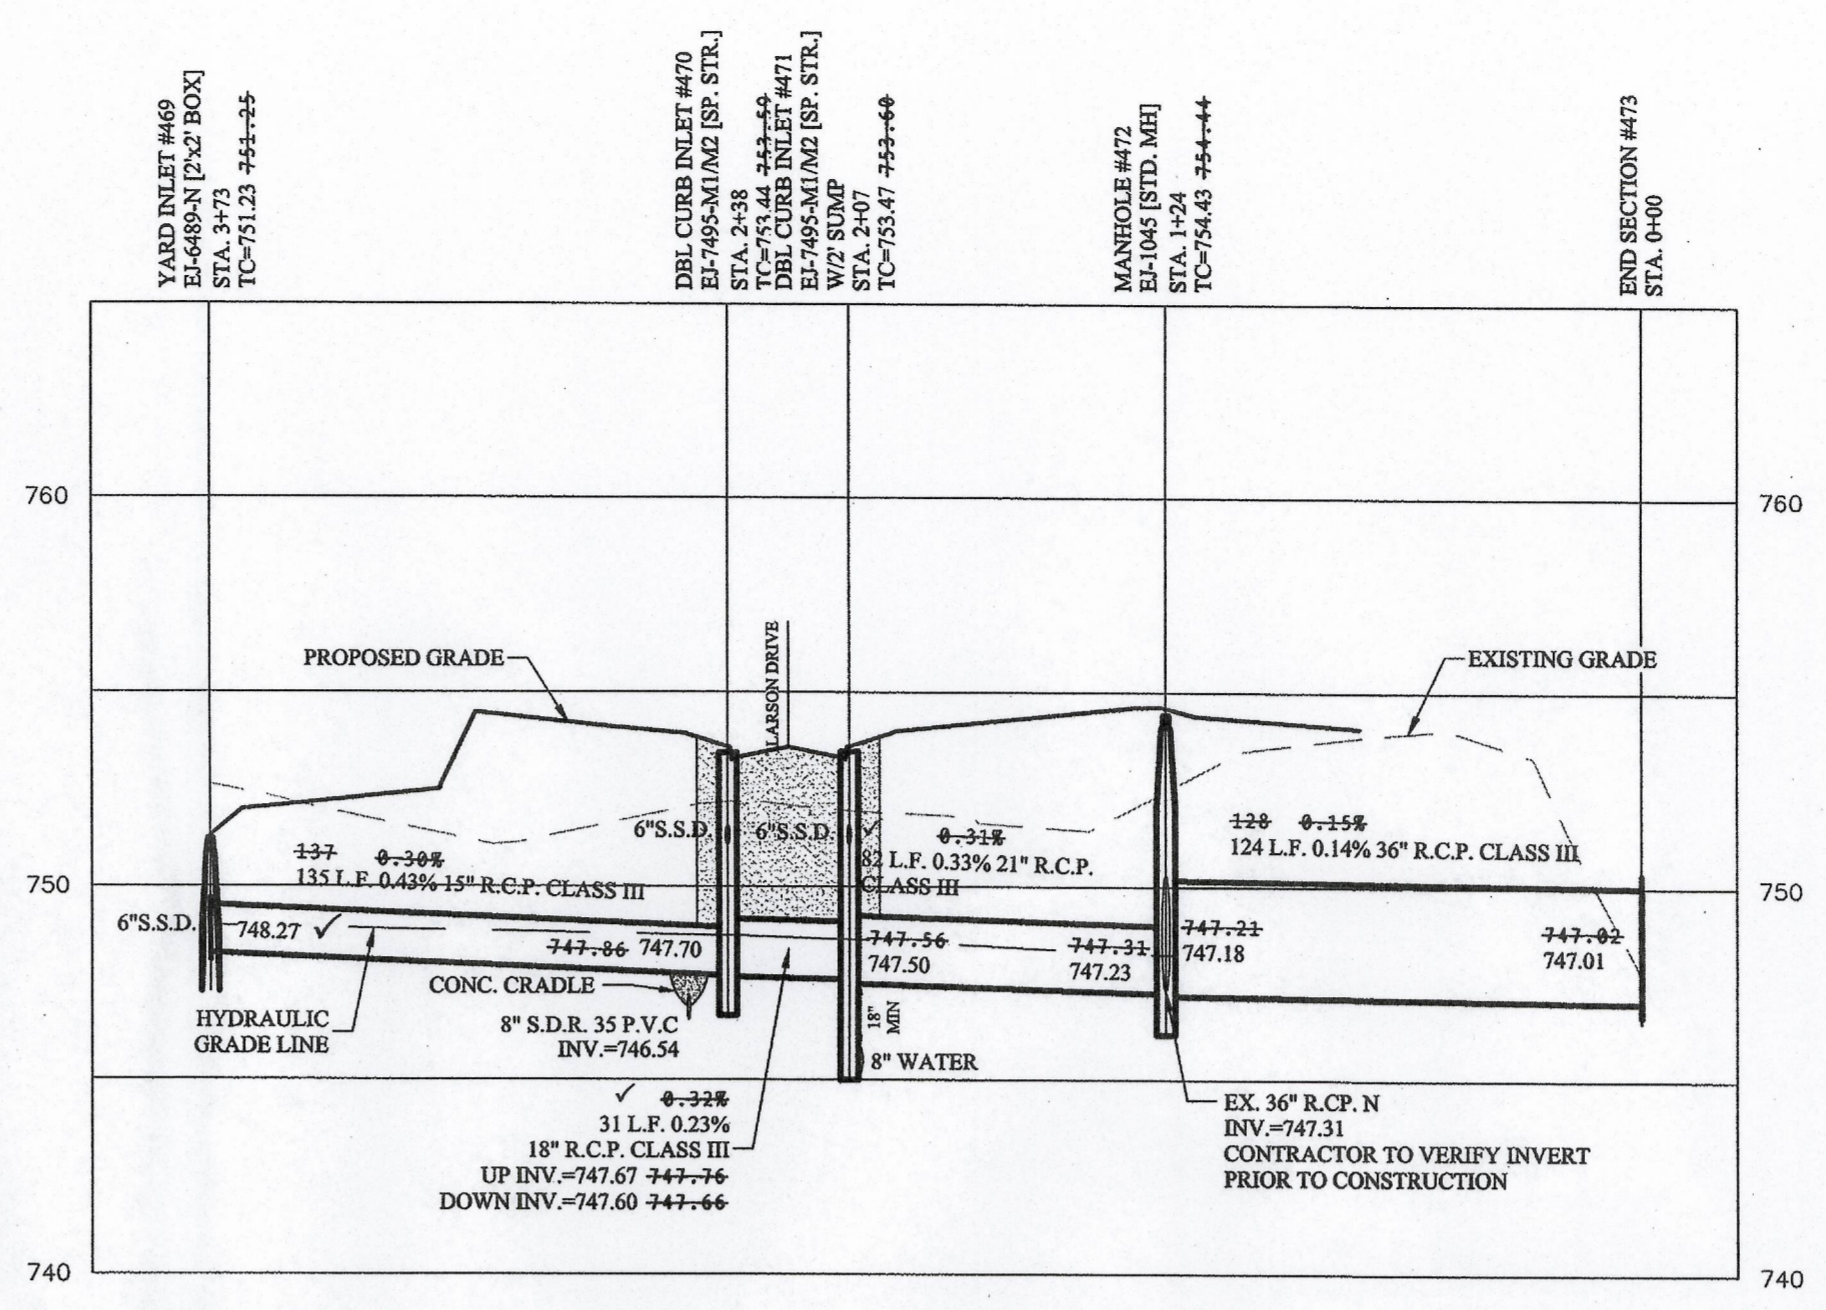 YARD INLET #469
EJ-6489-N [2'x2' BOX]
STA. 3+73
TC=751.23 751.25
DBL CURB INLET #470
EJ-7495-M1/M2 [SP. STR.]
STA. 2+38
TC=753.44 753.59
DBL CURB INLET #471
EJ-7495-M1/M2 [SP. STR.]
W/2' SUMP
STA. 2+07
TC=753.47 753.60
MANHOLE #472
EJ-1045 [STD. MH]
STA. 1+24
TC=754.43 754.44
END SECTION #473
STA. 0+00
760
760
PROPOSED GRADE
LARSON DRIVE
EXISTING GRADE
6"S.S.D.
6"S.S.D.
137 0.30%
135 L.F. 0.43% 15" R.C.P. CLASS III
0.31%
82 L.F. 0.33% 21" R.C.P.
CLASS III
128 0.15%
124 L.F. 0.14% 36" R.C.P. CLASS III
750
750
6"S.S.D.
748.27 ✓
747.86 747.70
747.56
747.50
747.31
747.23
747.21
747.18
747.02
747.01
CONC. CRADLE
HYDRAULIC
GRADE LINE
8" S.D.R. 35 P.V.C
INV.=746.54
18"
MIN
8" WATER
✓ 0.32%
31 L.F. 0.23%
18" R.C.P. CLASS III
UP INV.=747.67 747.76
DOWN INV.=747.60 747.66
EX. 36" R.CP. N
INV.=747.31
CONTRACTOR TO VERIFY INVERT
PRIOR TO CONSTRUCTION
740
740